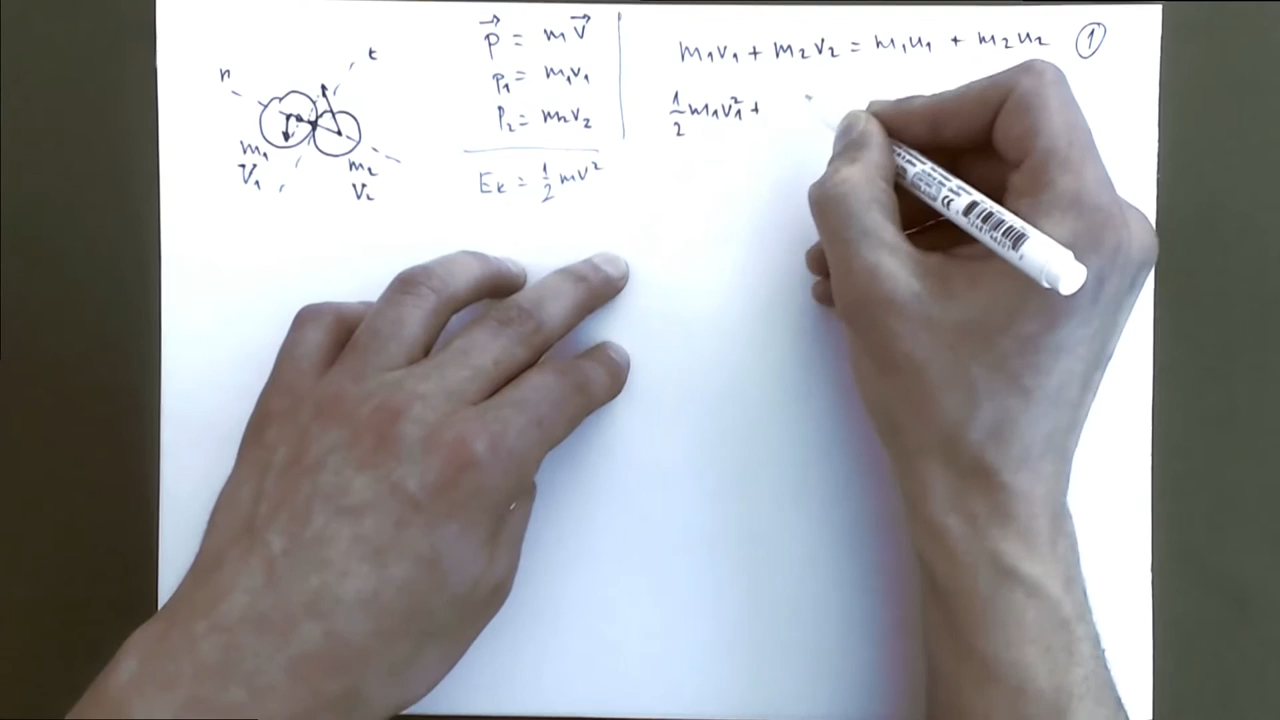 n
t
m₁
V₁
m₂
V₂
p⃗ = m v⃗
p₁ = m₁v₁
p₂ = m₂v₂
Eₖ = ½ mv²
m₁v₁ + m₂v₂ = m₁u₁ + m₂u₂ ①
½ m₁v₁² +
CE